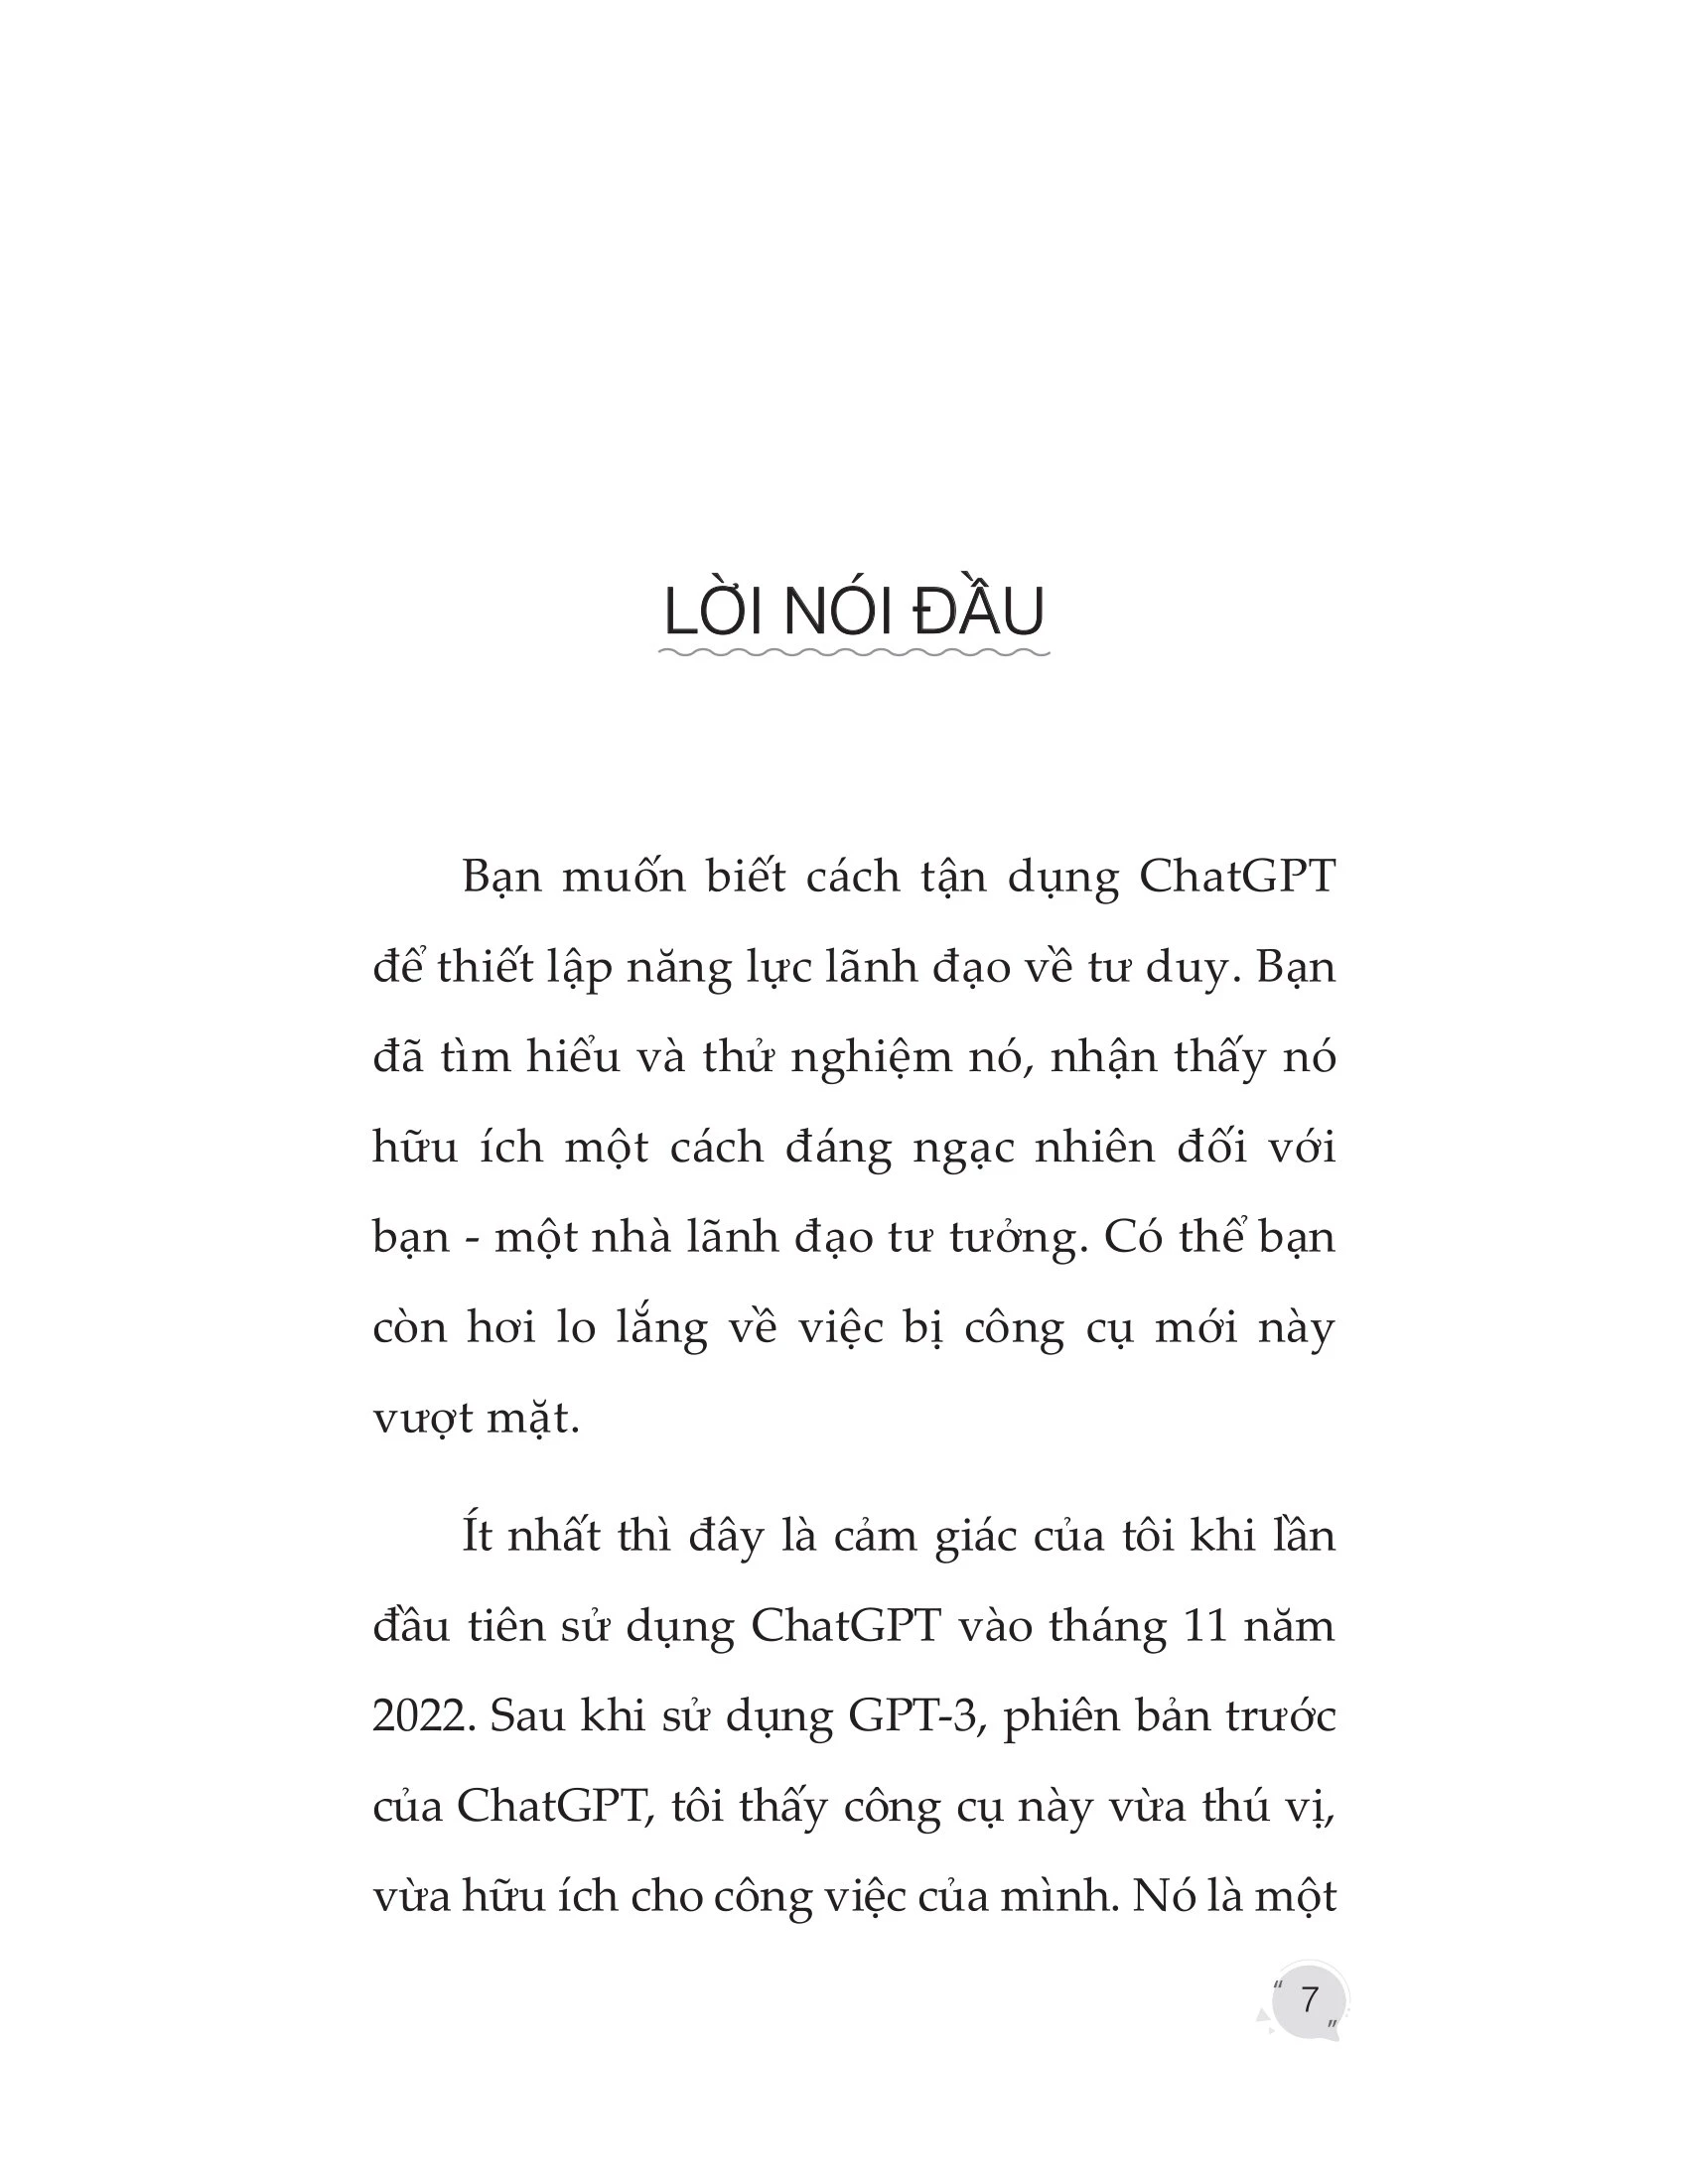 LỜI NÓI ĐẦU
Bạn muốn biết cách tận dụng ChatGPT
để thiết lập năng lực lãnh đạo về tư duy. Bạn
đã tìm hiểu và thử nghiệm nó, nhận thấy nó
hữu ích một cách đáng ngạc nhiên đối với
bạn - một nhà lãnh đạo tư tưởng. Có thể bạn
còn hơi lo lắng về việc bị công cụ mới này
vượt mặt.
Ít nhất thì đây là cảm giác của tôi khi lần
đầu tiên sử dụng ChatGPT vào tháng 11 năm
2022. Sau khi sử dụng GPT-3, phiên bản trước
của ChatGPT, tôi thấy công cụ này vừa thú vị,
vừa hữu ích cho công việc của mình. Nó là một
“ 7 ”